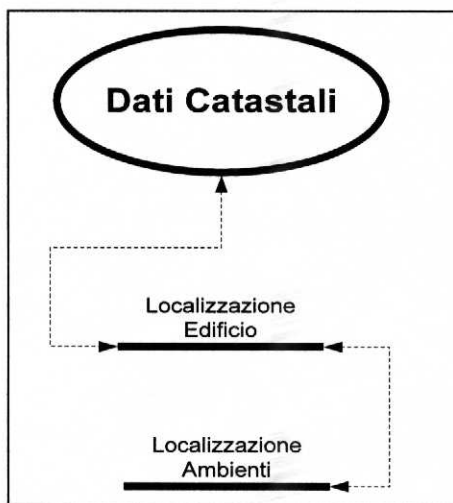 Dati Catastali
Localizzazione
Edificio
Localizzazione
Ambienti